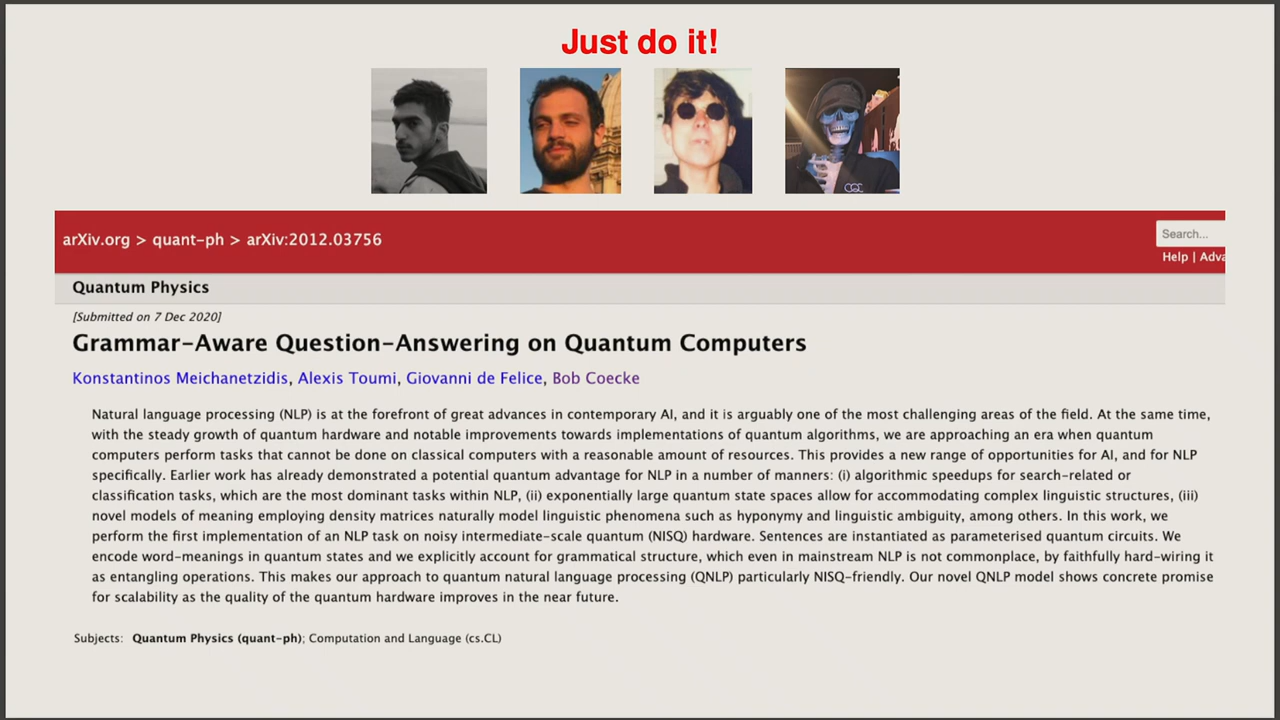 Just do it!
arXiv.org > quant-ph > arXiv:2012.03756
Search...
Help | Adva
Quantum Physics
[Submitted on 7 Dec 2020]
Grammar-Aware Question-Answering on Quantum Computers
Konstantinos Meichanetzidis, Alexis Toumi, Giovanni de Felice, Bob Coecke
Natural language processing (NLP) is at the forefront of great advances in contemporary AI, and it is arguably one of the most challenging areas of the field. At the same time,
with the steady growth of quantum hardware and notable improvements towards implementations of quantum algorithms, we are approaching an era when quantum
computers perform tasks that cannot be done on classical computers with a reasonable amount of resources. This provides a new range of opportunities for AI, and for NLP
specifically. Earlier work has already demonstrated a potential quantum advantage for NLP in a number of manners: (i) algorithmic speedups for search-related or
classification tasks, which are the most dominant tasks within NLP, (ii) exponentially large quantum state spaces allow for accommodating complex linguistic structures, (iii)
novel models of meaning employing density matrices naturally model linguistic phenomena such as hyponymy and linguistic ambiguity, among others. In this work, we
perform the first implementation of an NLP task on noisy intermediate-scale quantum (NISQ) hardware. Sentences are instantiated as parameterised quantum circuits. We
encode word-meanings in quantum states and we explicitly account for grammatical structure, which even in mainstream NLP is not commonplace, by faithfully hard-wiring it
as entangling operations. This makes our approach to quantum natural language processing (QNLP) particularly NISQ-friendly. Our novel QNLP model shows concrete promise
for scalability as the quality of the quantum hardware improves in the near future.
Subjects: Quantum Physics (quant-ph); Computation and Language (cs.CL)